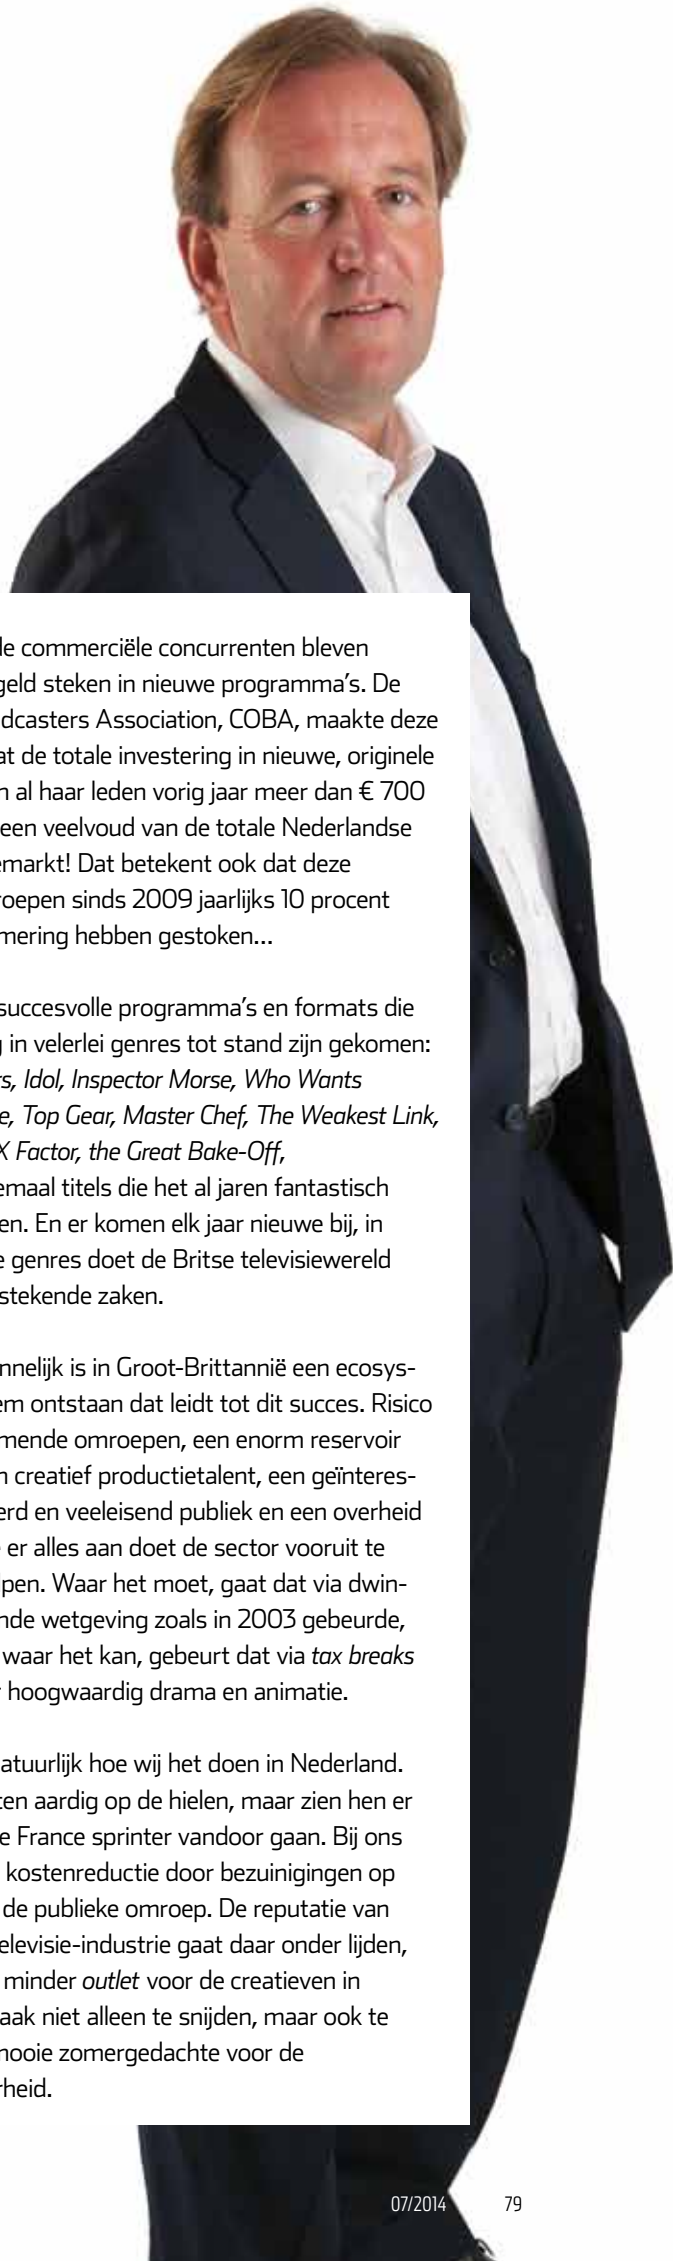 de commerciële concurrenten bleven
geld steken in nieuwe programma's. De
dcasters Association, COBA, maakte deze
at de totale investering in nieuwe, originele
n al haar leden vorig jaar meer dan € 700
een veelvoud van de totale Nederlandse
emarkt! Dat betekent ook dat deze
roepen sinds 2009 jaarlijks 10 procent
mering hebben gestoken...
succesvolle programma's en formats die
g in velerlei genres tot stand zijn gekomen:
rs, Idol, Inspector Morse, Who Wants
e, Top Gear, Master Chef, The Weakest Link,
X Factor, the Great Bake-Off,
emaal titels die het al jaren fantastisch
en. En er komen elk jaar nieuwe bij, in
e genres doet de Britse televisiewereld
stekende zaken.
nnelijk is in Groot-Brittannië een ecosys-
em ontstaan dat leidt tot dit succes. Risico
mende omroepen, een enorm reservoir
n creatief productietalent, een geïnteres-
erd en veeleisend publiek en een overheid
e er alles aan doet de sector vooruit te
lpen. Waar het moet, gaat dat via dwin-
nde wetgeving zoals in 2003 gebeurde,
waar het kan, gebeurt dat via tax breaks
r hoogwaardig drama en animatie.
atuurlijk hoe wij het doen in Nederland.
ten aardig op de hielen, maar zien hen er
e France sprinter vandoor gaan. Bij ons
kostenreductie door bezuinigingen op
de publieke omroep. De reputatie van
elevisie-industrie gaat daar onder lijden,
minder outlet voor de creatieven in
aak niet alleen te snijden, maar ook te
nooie zomergedachte voor de
rheid.
07/2014 79